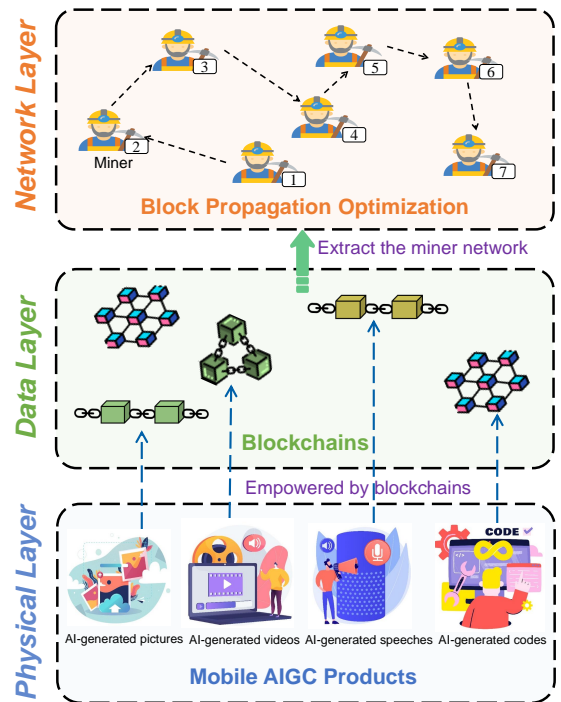 Network Layer
3
5
6
2
4
7
1
Miner
Block Propagation Optimization
Extract the miner network
Data Layer
Blockchains
Empowered by blockchains
Physical Layer
CODE
AI-generated pictures
AI-generated videos
AI-generated speeches
AI-generated codes
Mobile AIGC Products